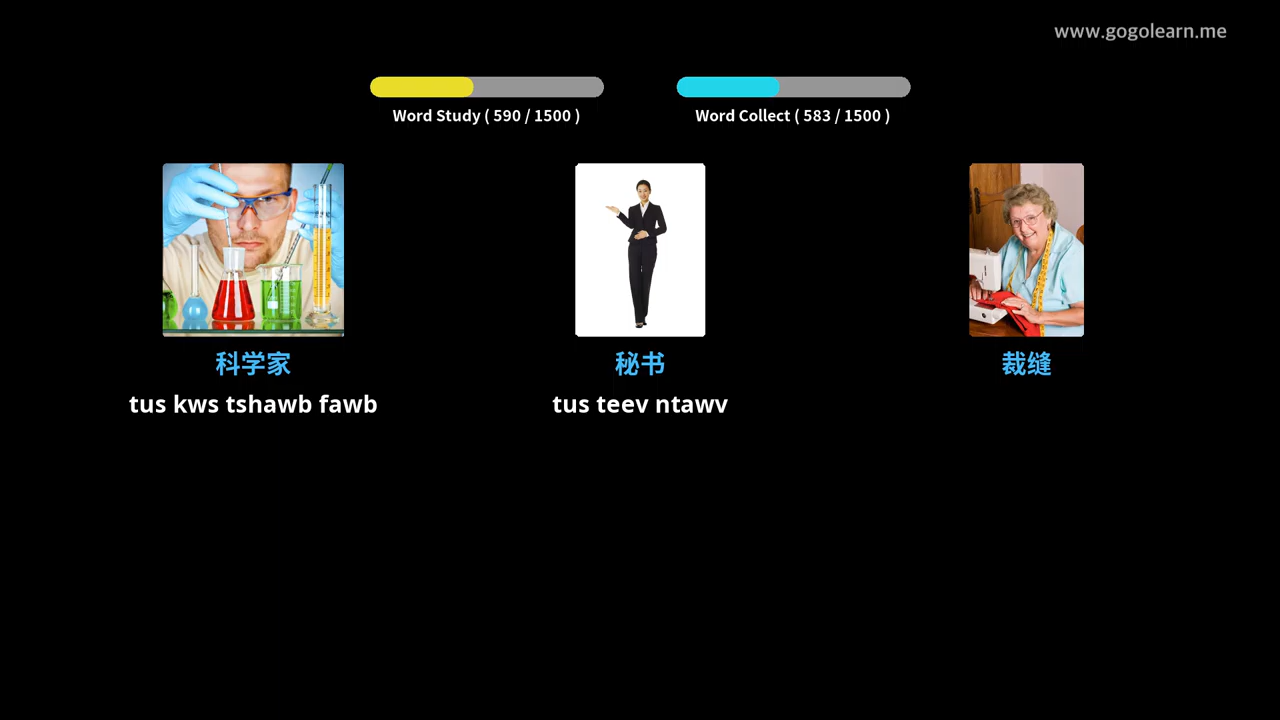 www.gogolearn.me
Word Study ( 590 / 1500 )
Word Collect ( 583 / 1500 )
科学家
秘书
裁缝
tus kws tshawb fawb
tus teev ntawv